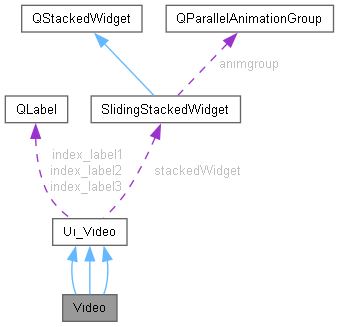 QStackedWidget
QParallelAnimationGroup
animgroup
QLabel
SlidingStackedWidget
index_label1
index_label2
index_label3
stackedWidget
Ui_Video
Video